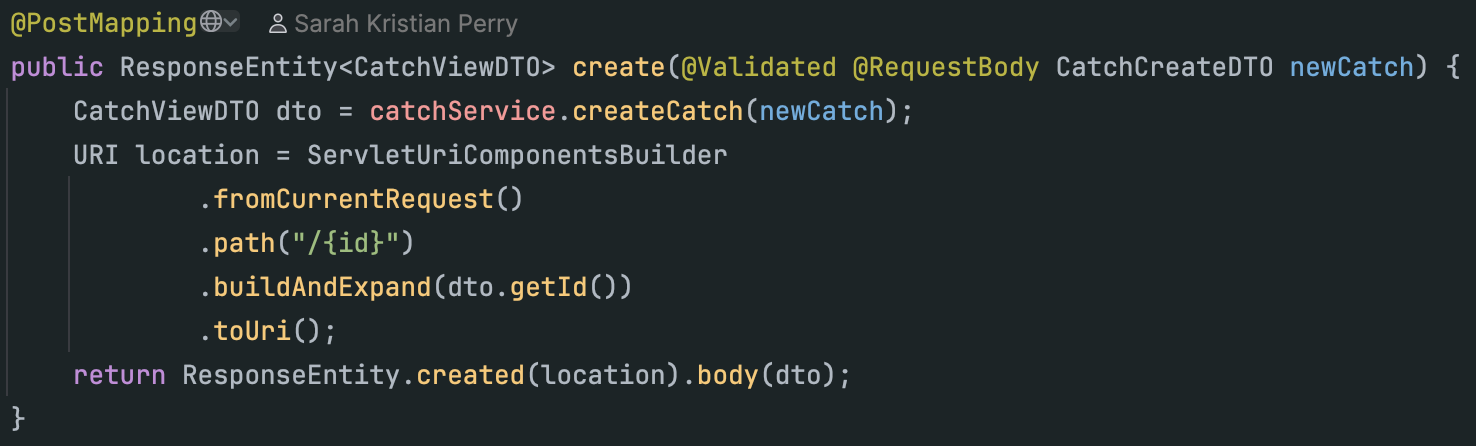 @PostMapping Sarah Kristian Perry
public ResponseEntity<CatchViewDTO> create(@Validated @RequestBody CatchCreateDTO newCatch) {
    CatchViewDTO dto = catchService.createCatch(newCatch);
    URI location = ServletUriComponentsBuilder
            .fromCurrentRequest()
            .path("/{id}")
            .buildAndExpand(dto.getId())
            .toUri();
    return ResponseEntity.created(location).body(dto);
}